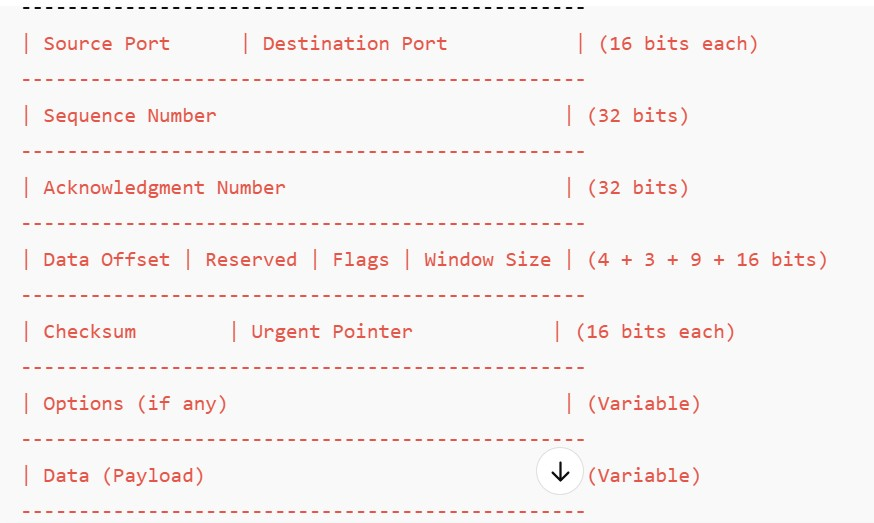 -------------------------------------------------
| Source Port      | Destination Port           | (16 bits each)
-------------------------------------------------
| Sequence Number                              | (32 bits)
-------------------------------------------------
| Acknowledgment Number                        | (32 bits)
-------------------------------------------------
| Data Offset | Reserved | Flags | Window Size | (4 + 3 + 9 + 16 bits)
-------------------------------------------------
| Checksum        | Urgent Pointer            | (16 bits each)
-------------------------------------------------
| Options (if any)                             | (Variable)
-------------------------------------------------
| Data (Payload)                                 (Variable)
-------------------------------------------------